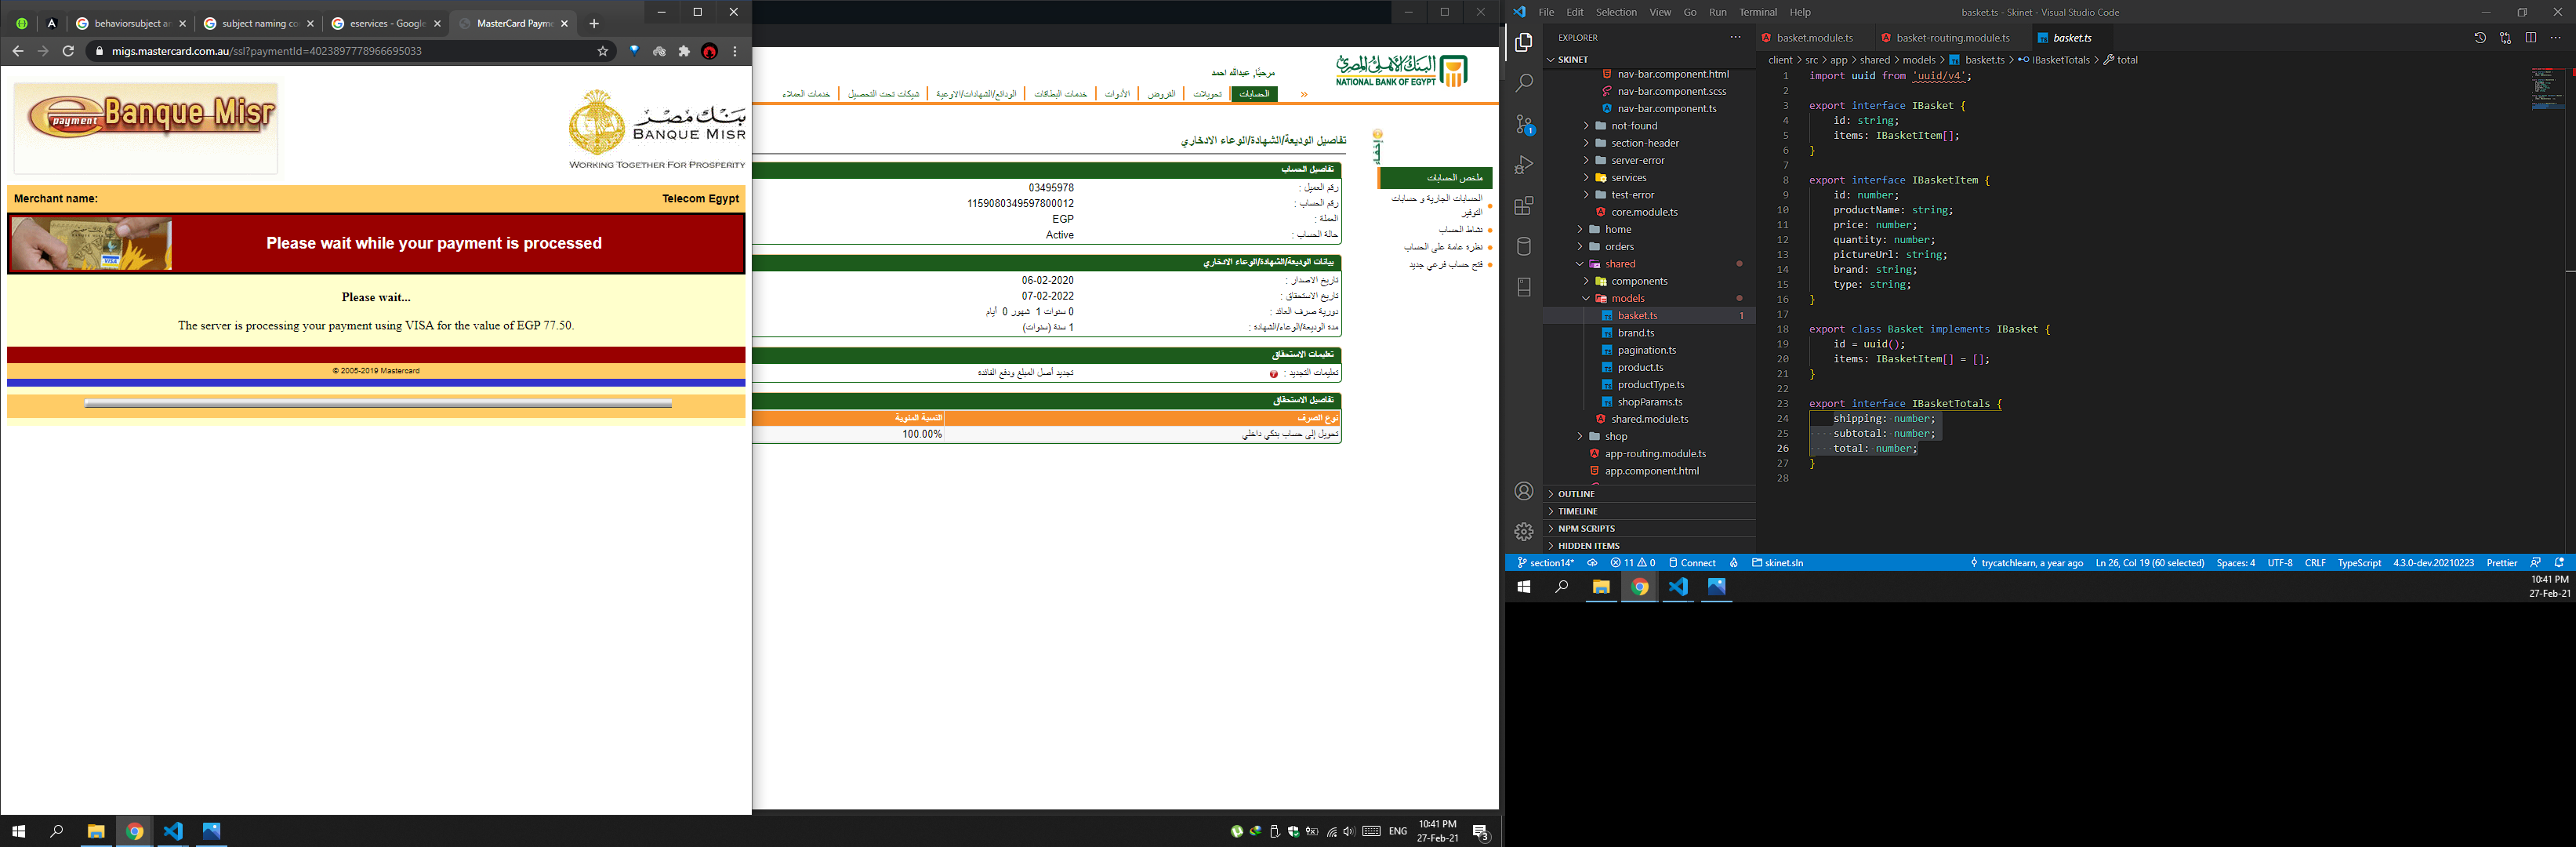 behaviorsubject an
subject naming co
eservices - Google
MasterCard Payme
migs.mastercard.com.au/ssl?paymentId=4023897778966695033
e payment Banque Misr
بنك مصر
BANQUE MISR
WORKING TOGETHER FOR PROSPERITY
Merchant name:
Telecom Egypt
VISA
Please wait while your payment is processed
Please wait...
The server is processing your payment using VISA for the value of EGP 77.50.
© 2005-2019 Mastercard
البنك الأهلي المصري
NATIONAL BANK OF EGYPT
مرحبًا, عبدالله احمد
» الحسابات تحويلات القروض الأدوات خدمات البطاقات الودائع/الشهادات/الاوعية شيكات تحت التحصيل خدمات العملاء
إخفاء
ملخص الحسابات
الحسابات الجارية و حسابات
التوفير
نشاط الحساب
نظرة عامة على الحساب
فتح حساب فرعي جديد
تفاصيل الوديعة/الشهادة/الوعاء الادخاري
تفاصيل الحساب
رقم العميل : 03495978
رقم الحساب : 1159080349597800012
العملة : EGP
حالة الحساب : Active
بيانات الوديعة/الشهادة/الوعاء الادخاري
تاريخ الاصدار : 06-02-2020
تاريخ الاستحقاق : 07-02-2022
دورية صرف العائد : 0 سنوات 1 شهور 0 أيام
مدة الوديعة/الوعاء/الشهادة : 1 سنة (سنوات)
تعليمات الاستحقاق
تعليمات التجديد : تجديد أصل المبلغ ودفع الفائده
تفاصيل الاستحقاق
نوع الصرف النسبة المئوية
تحويل إلى حساب بنكي داخلي 100.00%
ENG
10:41 PM
27-Feb-21
3
File Edit Selection View Go Run Terminal Help
basket.ts - Skinet - Visual Studio Code
EXPLORER
SKINET
nav-bar.component.html
nav-bar.component.scss
nav-bar.component.ts
not-found
section-header
server-error
services
test-error
core.module.ts
home
orders
shared
components
models
basket.ts 1
brand.ts
pagination.ts
product.ts
productType.ts
shopParams.ts
shared.module.ts
shop
app-routing.module.ts
app.component.html
OUTLINE
TIMELINE
NPM SCRIPTS
HIDDEN ITEMS
1
basket.module.ts
basket-routing.module.ts
basket.ts
client > src > app > shared > models > basket.ts > IBasketTotals > total
1 import uuid from 'uuid/v4';
2
3 export interface IBasket {
4 id: string;
5 items: IBasketItem[];
6 }
7
8 export interface IBasketItem {
9 id: number;
10 productName: string;
11 price: number;
12 quantity: number;
13 pictureUrl: string;
14 brand: string;
15 type: string;
16 }
17
18 export class Basket implements IBasket {
19 id = uuid();
20 items: IBasketItem[] = [];
21 }
22
23 export interface IBasketTotals {
24 shipping: number;
25 subtotal: number;
26 total: number;
27 }
28
section14* 11 0 Connect skinet.sln
trycatchlearn, a year ago Ln 26, Col 19 (60 selected) Spaces: 4 UTF-8 CRLF TypeScript 4.3.0-dev.20210223 Prettier
10:41 PM
27-Feb-21